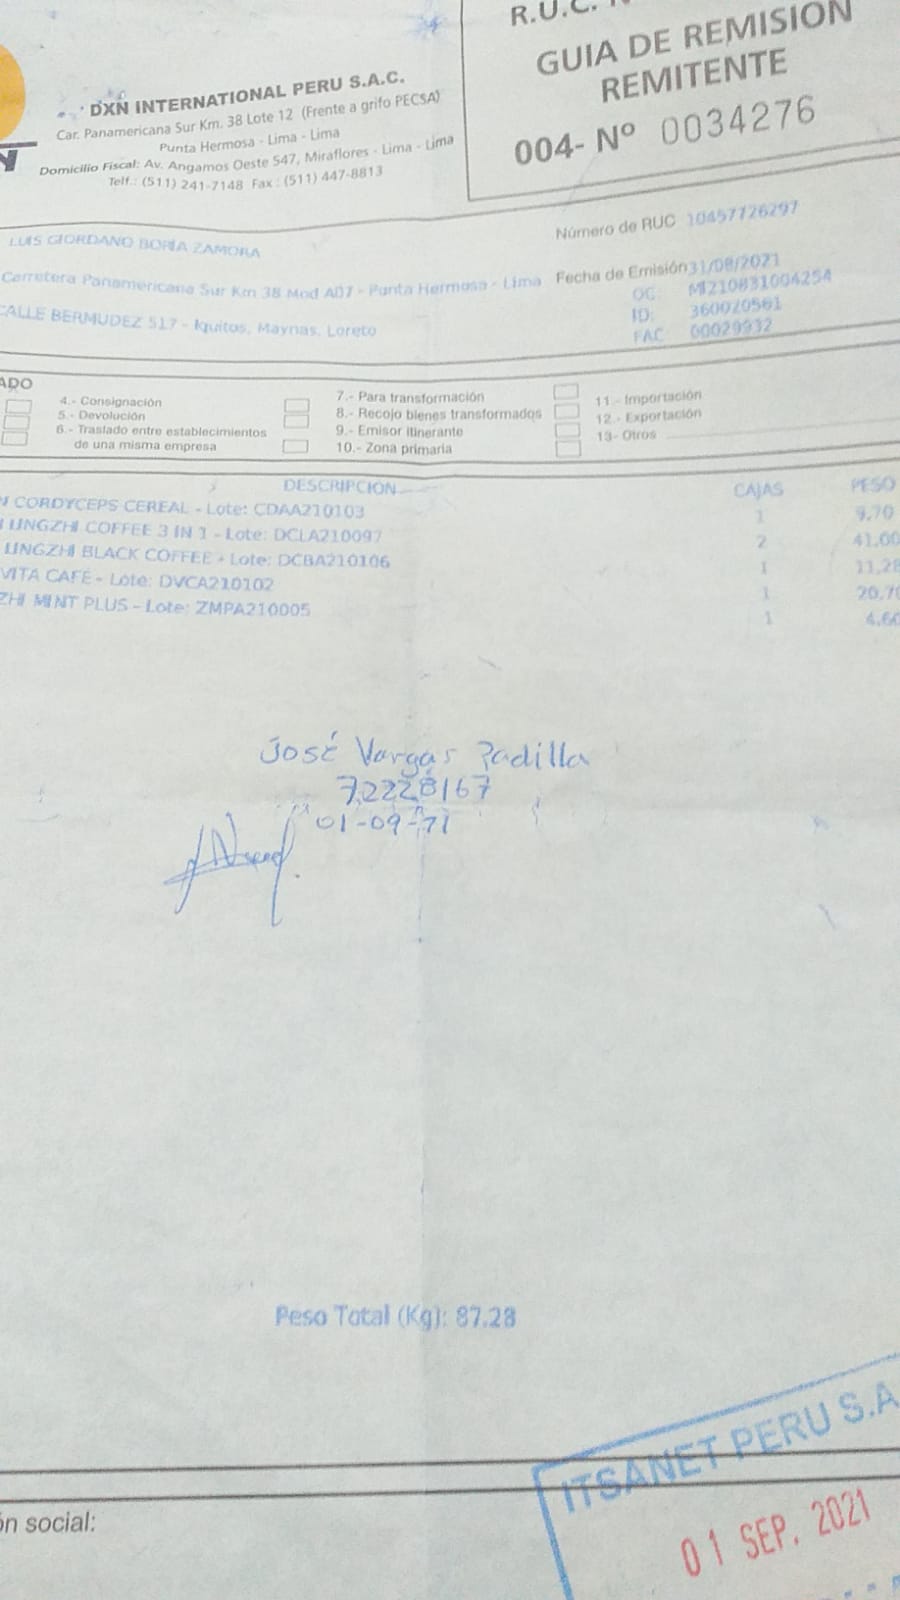 R.U.C. N
GUIA DE REMISIÓN
REMITENTE
004- Nº 0034276
N
DXN INTERNATIONAL PERU S.A.C.
Car. Panamericana Sur Km. 38 Lote 12 (Frente a grifo PECSA)
Punta Hermosa - Lima - Lima
Domicilio Fiscal: Av. Angamos Oeste 547, Miraflores - Lima - Lima
Telf.: (511) 241-7148 Fax : (511) 447-8813
LUIS GIORDANO BORIA ZAMORA Número de RUC 10457726297
Carretera Panamericana Sur Km 38 Mod A07 - Punta Hermosa - Lima Fecha de Emisión 31/08/2021
OC: MI210831004254
CALLE BERMUDEZ 517 - Iquitos, Maynas, Loreto ID: 360020561
FAC 00029932
ADO
4.- Consignación
5.- Devolución
6.- Traslado entre establecimientos
de una misma empresa
7.- Para transformación
8.- Recojo bienes transformados
9.- Emisor Itinerante
10.- Zona primaria
11.- Importación
12.- Exportación
13- Otros
DESCRIPCIÓN CAJAS PESO
N CORDYCEPS CEREAL - Lote: CDAA210103 1 9.70
LINGZHI COFFEE 3 IN 1 - Lote: DCLA210097 2 41.00
LINGZHI BLACK COFFEE - Lote: DCBA210106 1 11.28
VITA CAFÉ - Lote: DVCA210102 1 20.70
ZHI MINT PLUS - Lote: ZMPA210005 1 4.60
José Vargas Padilla
72228167
01-09-21
Peso Total (Kg): 87.28
ITSANET PERU S.A
01 SEP. 2021
ón social: